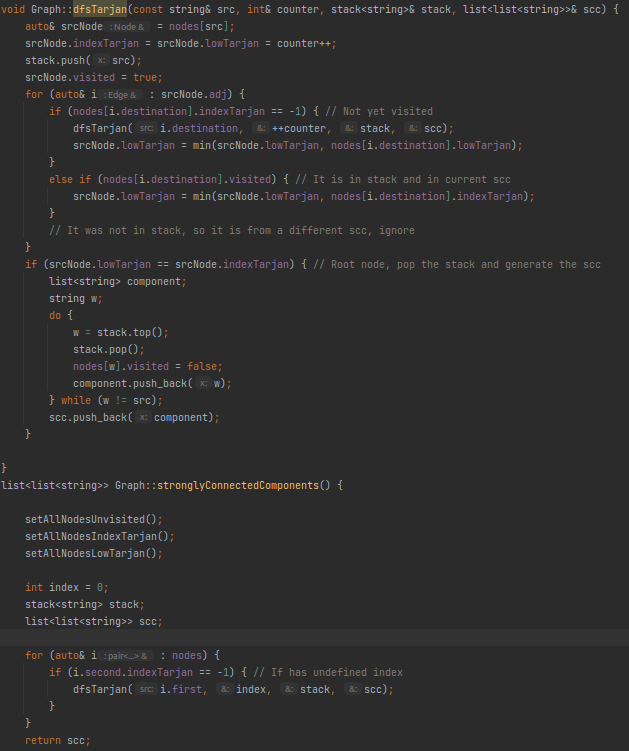 void Graph::dfsTarjan(const string& src, int& counter, stack<string>& stack, list<list<string>>& scc) {
    auto& srcNode : Node & = nodes[src];
    srcNode.indexTarjan = srcNode.lowTarjan = counter++;
    stack.push( x: src);
    srcNode.visited = true;
    for (auto& i : Edge & : srcNode.adj) {
        if (nodes[i.destination].indexTarjan == -1) { // Not yet visited
            dfsTarjan( src: i.destination, &: ++counter, &: stack, &: scc);
            srcNode.lowTarjan = min(srcNode.lowTarjan, nodes[i.destination].lowTarjan);
        }
        else if (nodes[i.destination].visited) { // It is in stack and in current scc
            srcNode.lowTarjan = min(srcNode.lowTarjan, nodes[i.destination].indexTarjan);
        }
        // It was not in stack, so it is from a different scc, ignore
    }
    if (srcNode.lowTarjan == srcNode.indexTarjan) { // Root node, pop the stack and generate the scc
        list<string> component;
        string w;
        do {
            w = stack.top();
            stack.pop();
            nodes[w].visited = false;
            component.push_back( x: w);
        } while (w != src);
        scc.push_back( x: component);
    }

}
list<list<string>> Graph::stronglyConnectedComponents() {

    setAllNodesUnvisited();
    setAllNodesIndexTarjan();
    setAllNodesLowTarjan();

    int index = 0;
    stack<string> stack;
    list<list<string>> scc;

    for (auto& i : pair<...> & : nodes) {
        if (i.second.indexTarjan == -1) { // If has undefined index
            dfsTarjan( src: i.first, &: index, &: stack, &: scc);
        }
    }
    return scc;